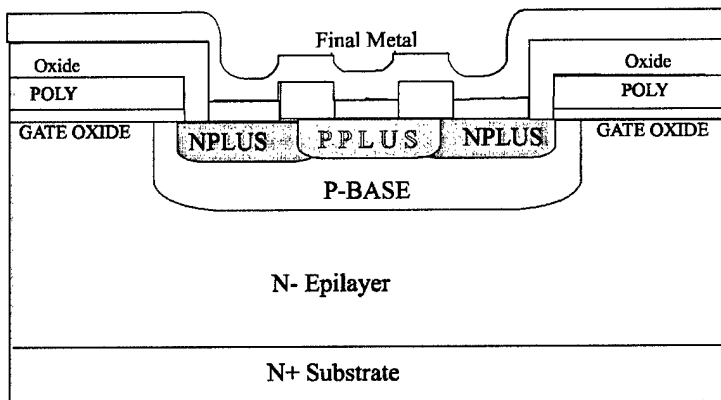 Final Metal
Oxide
Oxide
POLY
POLY
GATE OXIDE
NPLUS
PPLUS
NPLUS
GATE OXIDE
P-BASE
N- Epilayer
N+ Substrate